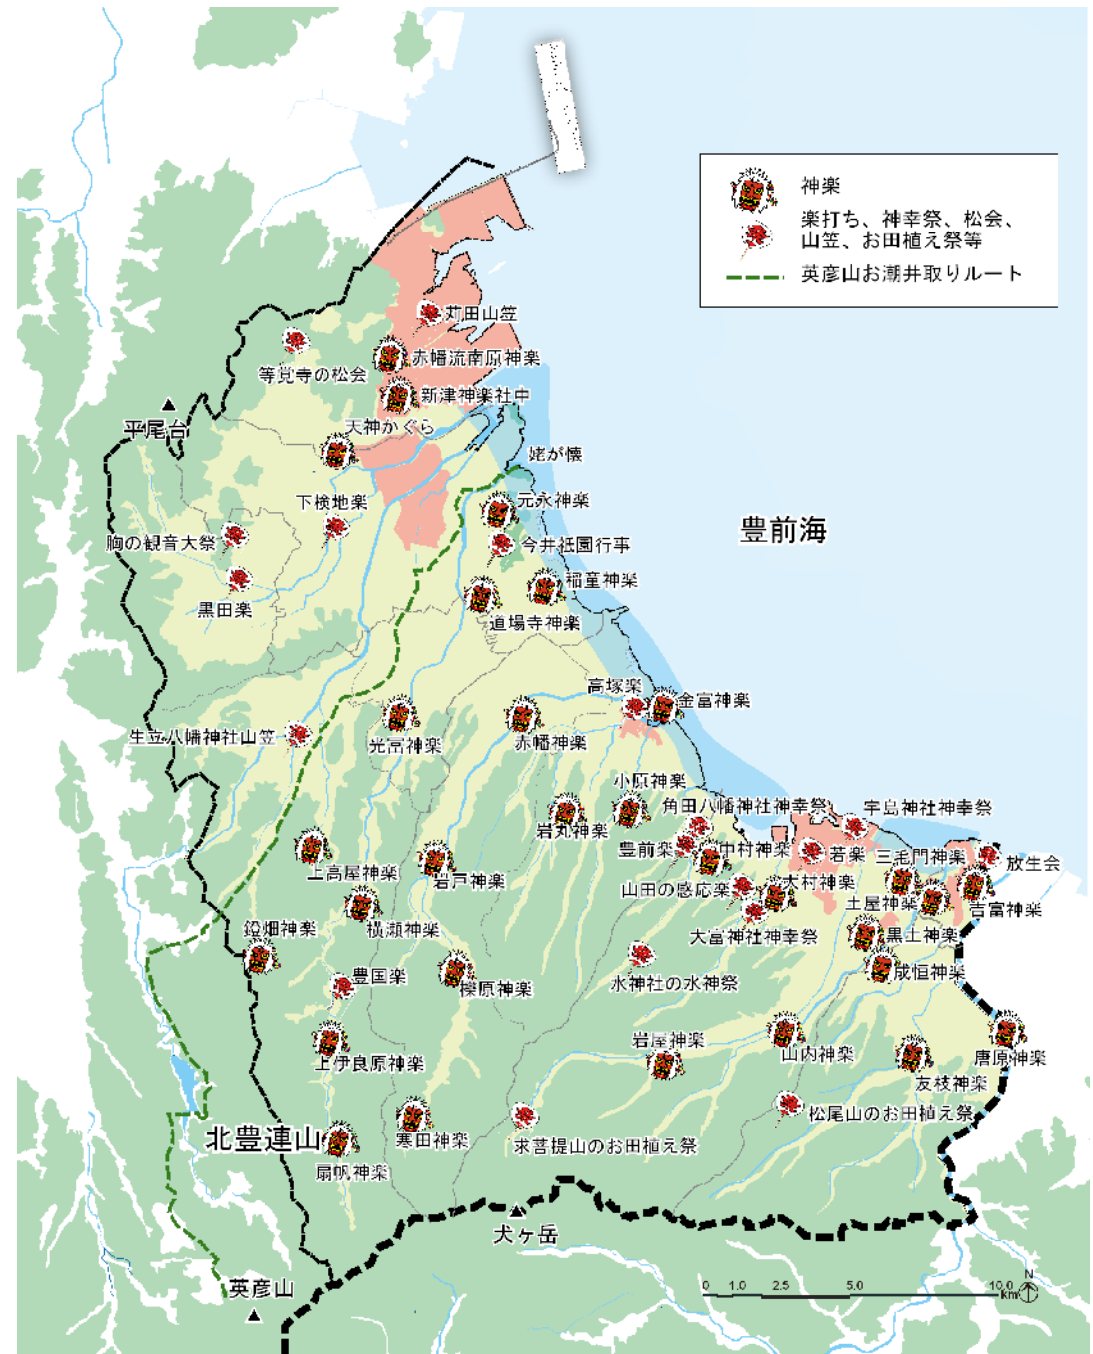 神楽
楽打ち、神幸祭、松会、
山笠、お田植え祭等
英彦山お潮井取りルート
苅田山笠
等覚寺の松会
赤幡流南原神楽
新津神楽社中
平尾台
天神かぐら
姥が懐
下検地楽
元永神楽
豊前海
胸の観音大祭
今井祇園行事
稲童神楽
黒田楽
道場寺神楽
高塚楽
金富神楽
生立八幡神社山笠
光冨神楽
赤幡神楽
小原神楽
角田八幡神社神幸祭
宇島神社神幸祭
岩丸神楽
豊前楽
中村神楽
若楽
三毛門神楽
放生会
上高屋神楽
岩戸神楽
山田の感応楽
大村神楽
土屋神楽
吉富神楽
鐙畑神楽
横瀬神楽
大富神社神幸祭
黒土神楽
豊国楽
櫟原神楽
水神社の水神祭
成恒神楽
上伊良原神楽
岩屋神楽
山内神楽
唐原神楽
友枝神楽
北豊連山
寒田神楽
求菩提山のお田植え祭
松尾山のお田植え祭
扇帆神楽
犬ヶ岳
英彦山
N
0 1.0 2.5 5.0 10.0
km